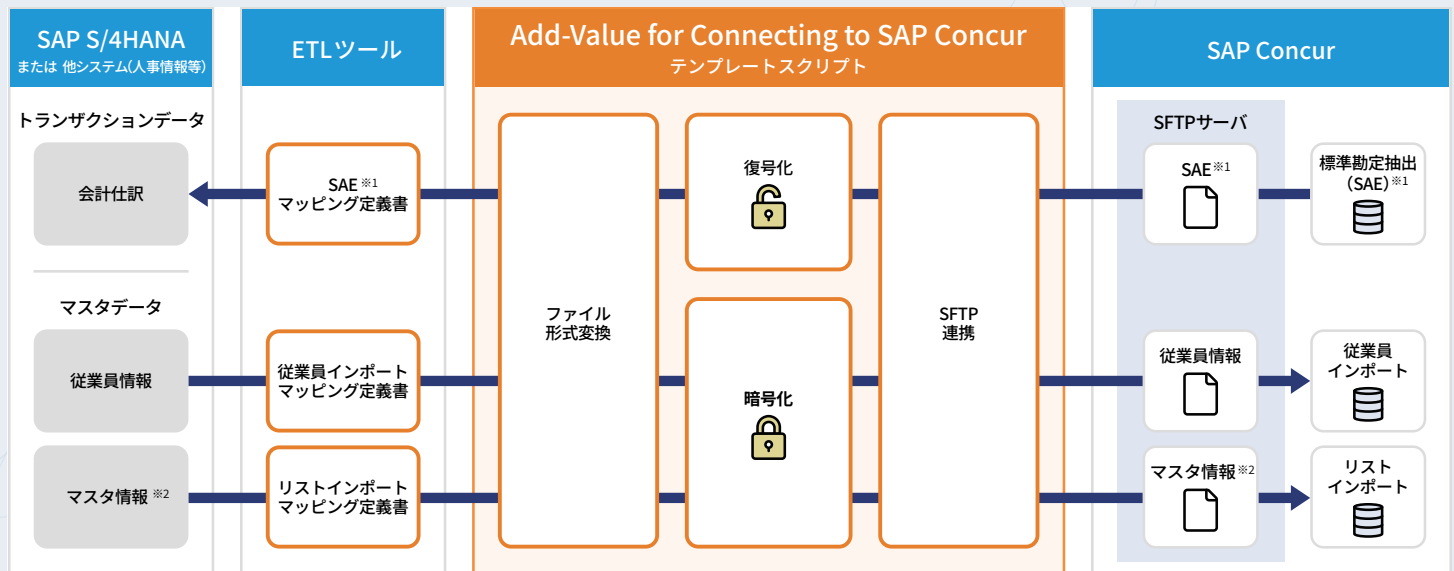 SAP S/4HANA
または 他システム(人事情報等)
ETLツール
Add-Value for Connecting to SAP Concur
テンプレートスクリプト
SAP Concur
トランザクションデータ
会計仕訳
SAE※1
マッピング定義書
ファイル
形式変換
復号化
SFTP
連携
SFTPサーバ
SAE※1
標準勘定抽出
（SAE）※1
マスタデータ
従業員情報
従業員インポート
マッピング定義書
暗号化
従業員情報
従業員
インポート
マスタ情報 ※2
リストインポート
マッピング定義書
マスタ情報※2
リスト
インポート